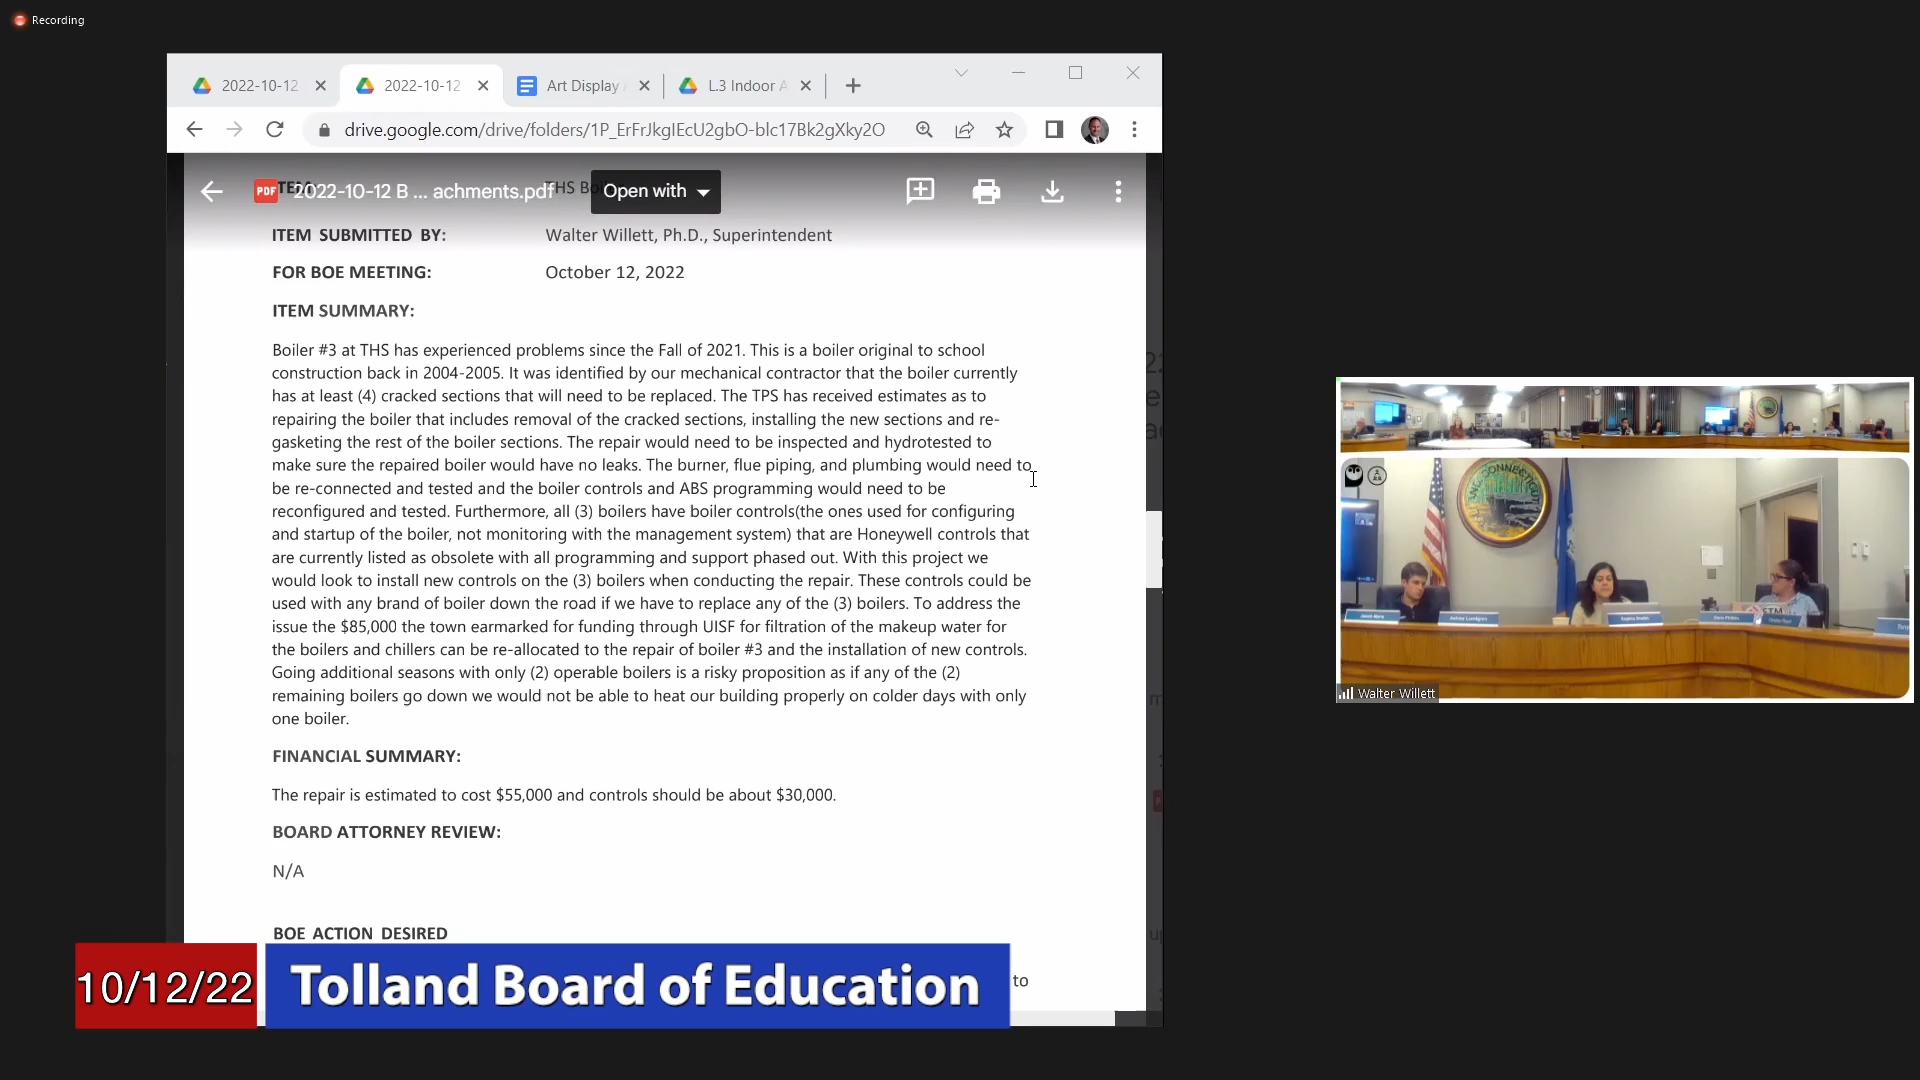 Recording
2022-10-12
2022-10-12
Art Display
L.3 Indoor A
drive.google.com/drive/folders/1P_ErFrJkgIEcU2gbO-blc17Bk2gXky2O
PDF 2022-10-12 B ... achments.pdf
Open with
ITEM SUBMITTED BY: Walter Willett, Ph.D., Superintendent
FOR BOE MEETING: October 12, 2022
ITEM SUMMARY:
Boiler #3 at THS has experienced problems since the Fall of 2021. This is a boiler original to school
construction back in 2004-2005. It was identified by our mechanical contractor that the boiler currently
has at least (4) cracked sections that will need to be replaced. The TPS has received estimates as to
repairing the boiler that includes removal of the cracked sections, installing the new sections and re-
gasketing the rest of the boiler sections. The repair would need to be inspected and hydrotested to
make sure the repaired boiler would have no leaks. The burner, flue piping, and plumbing would need to
be re-connected and tested and the boiler controls and ABS programming would need to be
reconfigured and tested. Furthermore, all (3) boilers have boiler controls(the ones used for configuring
and startup of the boiler, not monitoring with the management system) that are Honeywell controls that
are currently listed as obsolete with all programming and support phased out. With this project we
would look to install new controls on the (3) boilers when conducting the repair. These controls could be
used with any brand of boiler down the road if we have to replace any of the (3) boilers. To address the
issue the $85,000 the town earmarked for funding through UISF for filtration of the makeup water for
the boilers and chillers can be re-allocated to the repair of boiler #3 and the installation of new controls.
Going additional seasons with only (2) operable boilers is a risky proposition as if any of the (2)
remaining boilers go down we would not be able to heat our building properly on colder days with only
one boiler.
FINANCIAL SUMMARY:
The repair is estimated to cost $55,000 and controls should be about $30,000.
BOARD ATTORNEY REVIEW:
N/A
BOE ACTION DESIRED
to
10/12/22
Tolland Board of Education
Walter Willett